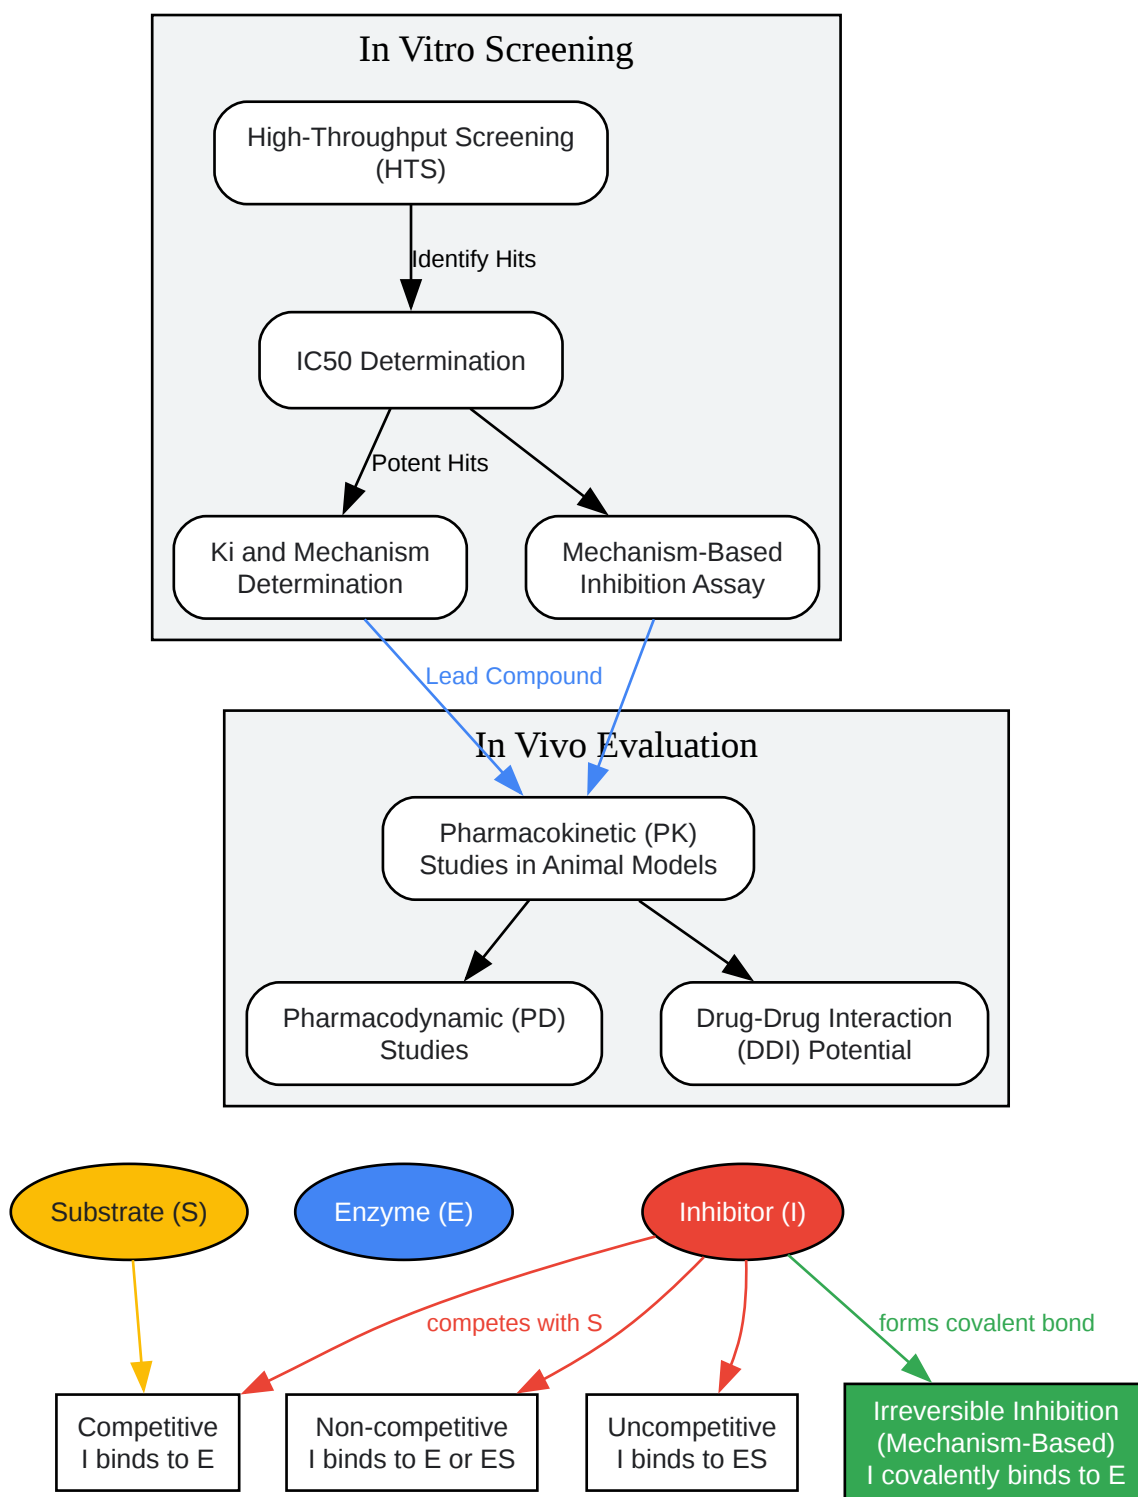 In Vitro Screening
High-Throughput Screening
(HTS)
Identify Hits
IC50 Determination
Potent Hits
Ki and Mechanism
Determination
Mechanism-Based
Inhibition Assay
Lead Compound
In Vivo Evaluation
Pharmacokinetic (PK)
Studies in Animal Models
Pharmacodynamic (PD)
Studies
Drug-Drug Interaction
(DDI) Potential
Substrate (S)
Enzyme (E)
Inhibitor (I)
competes with S
forms covalent bond
Competitive
I binds to E
Non-competitive
I binds to E or ES
Uncompetitive
I binds to ES
Irreversible Inhibition
(Mechanism-Based)
I covalently binds to E